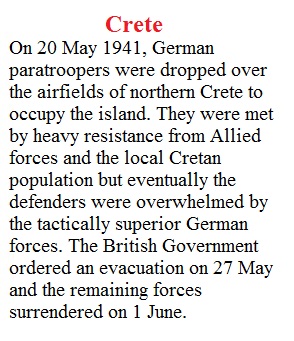 Crete
On 20 May 1941, German
paratroopers were dropped over
the airfields of northern Crete to
occupy the island. They were met
by heavy resistance from Allied
forces and the local Cretan
population but eventually the
defenders were overwhelmed by
the tactically superior German
forces. The British Government
ordered an evacuation on 27 May
and the remaining forces
surrendered on 1 June.